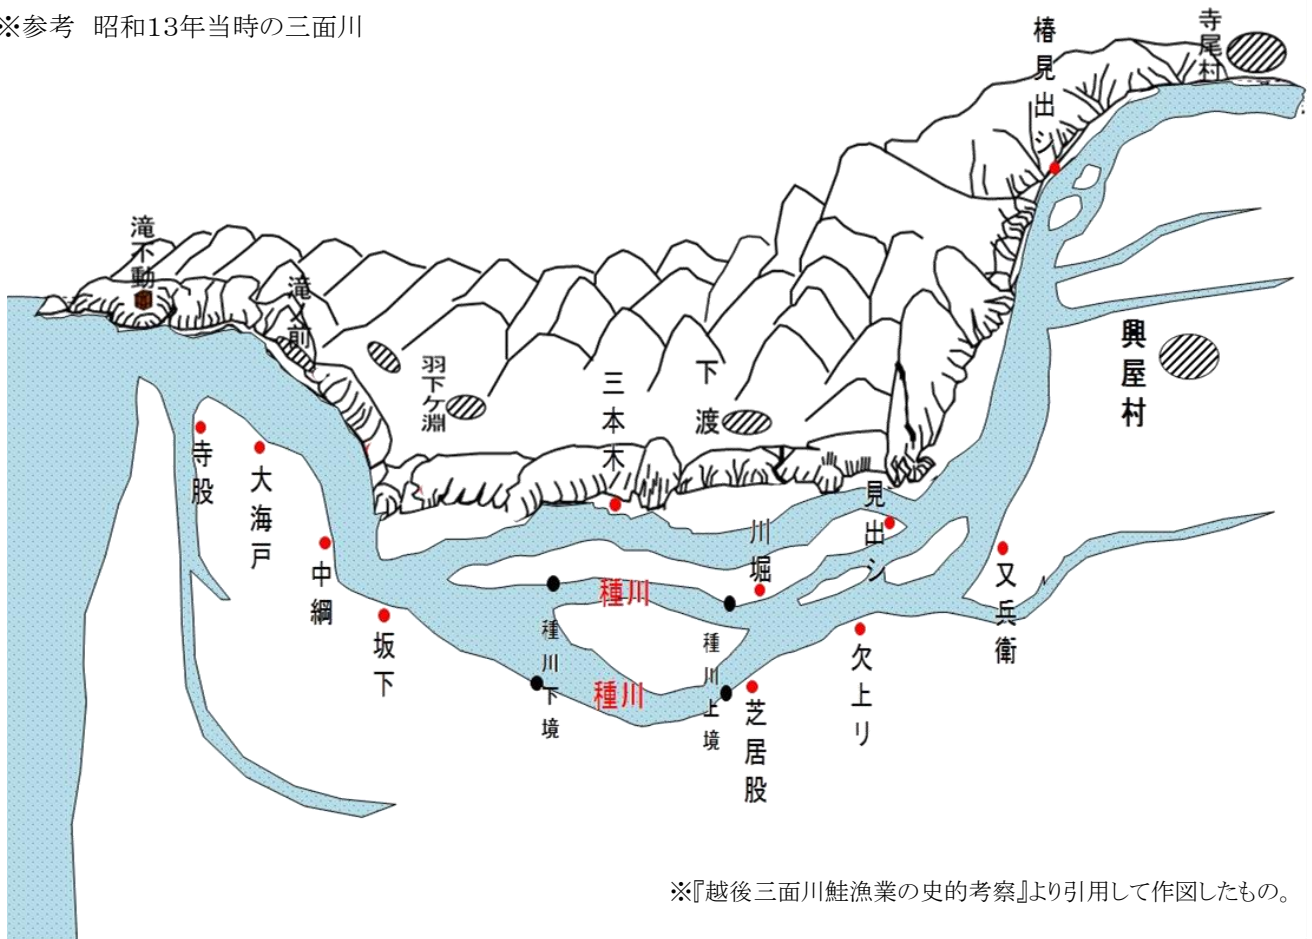 ※参考 昭和13年当時の三面川
寺尾村
椿見出シ
滝不動
滝ノ前
羽下ケ淵
三本木
下渡
興屋村
寺股
大海戸
中綱
坂下
川堀
見出シ
又兵衛
種川
種川
種川下境
種川上境
芝居股
欠上リ
※『越後三面川鮭漁業の史的考察』より引用して作図したもの。